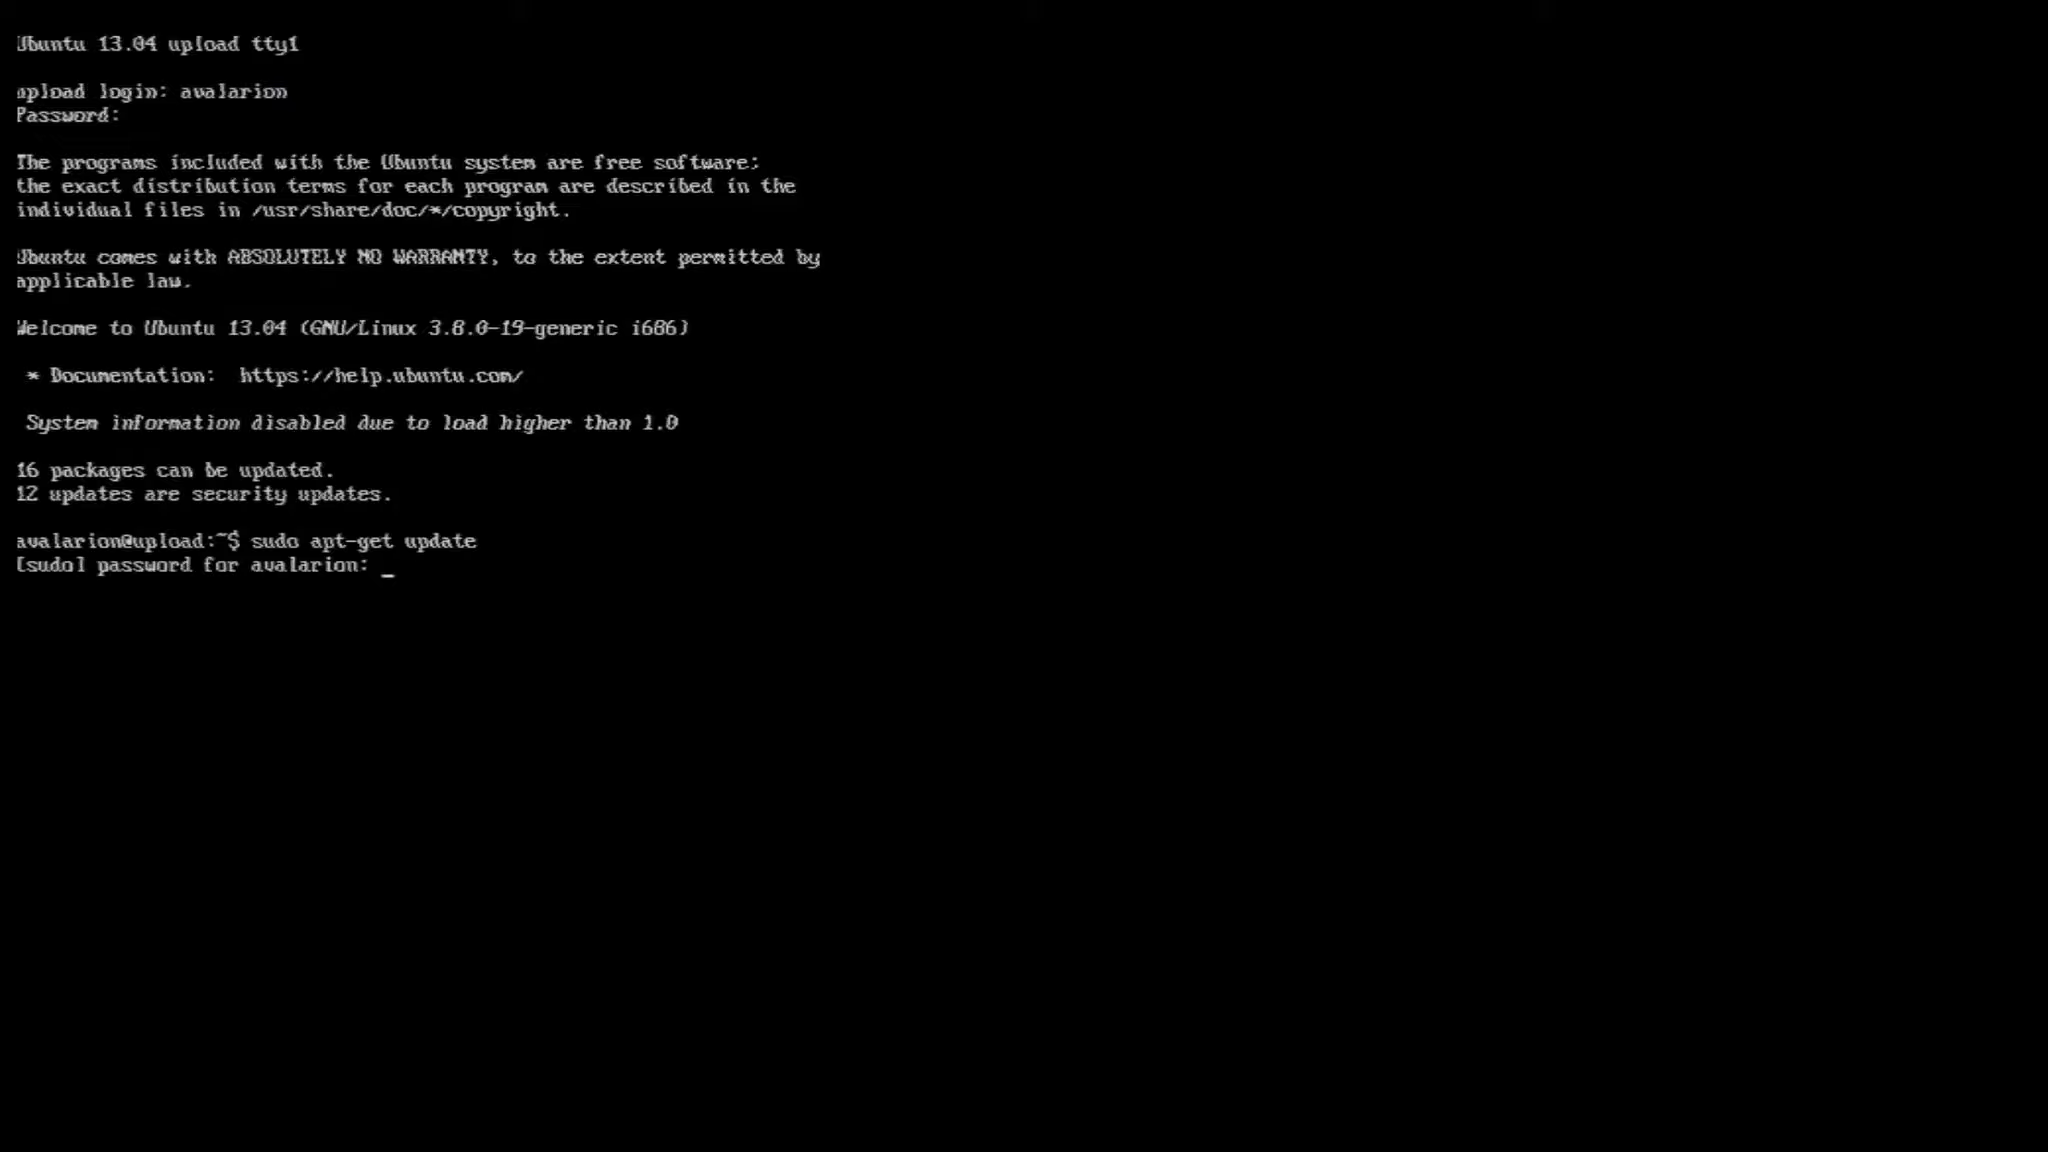 Ubuntu 13.04 upload tty1
upload login: avalarion
Password:
The programs included with the Ubuntu system are free software;
the exact distribution terms for each program are described in the
individual files in /usr/share/doc/*/copyright.
Ubuntu comes with ABSOLUTELY NO WARRANTY, to the extent permitted by
applicable law.
Welcome to Ubuntu 13.04 (GNU/Linux 3.8.0-19-generic i686)
* Documentation:  https://help.ubuntu.com/
System information disabled due to load higher than 1.0
16 packages can be updated.
12 updates are security updates.
avalarion@upload:~$ sudo apt-get update
[sudo] password for avalarion: _